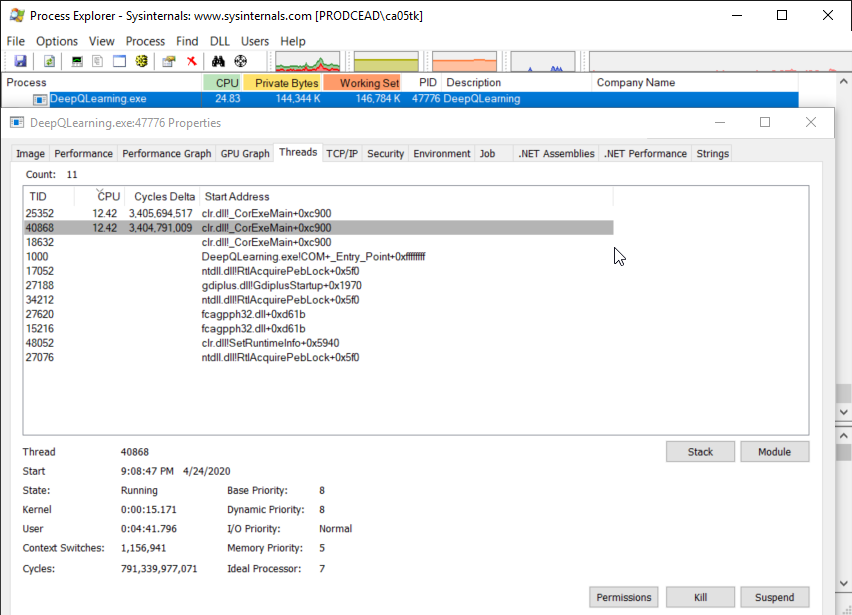 Process Explorer - Sysinternals: www.sysinternals.com [PRODCEAD\ca05tk]
File Options View Process Find DLL Users Help
Process CPU Private Bytes Working Set PID Description Company Name
DeepQLearning.exe 24.83 144,344 K 146,784 K 47776 DeepQLearning
DeepQLearning.exe:47776 Properties
Image Performance Performance Graph GPU Graph Threads TCP/IP Security Environment Job .NET Assemblies .NET Performance Strings
Count: 11
TID CPU Cycles Delta Start Address
25352 12.42 3,405,694,517 clr.dll!_CorExeMain+0xc900
40868 12.42 3,404,791,009 clr.dll!_CorExeMain+0xc900
18632 clr.dll!_CorExeMain+0xc900
1000 DeepQLearning.exe!COM+_Entry_Point+0xffffffff
17052 ntdll.dll!RtlAcquirePebLock+0x5f0
27188 gdiplus.dll!GdiplusStartup+0x1970
34212 ntdll.dll!RtlAcquirePebLock+0x5f0
27620 fcagpph32.dll+0xd61b
15216 fcagpph32.dll+0xd61b
48052 clr.dll!SetRuntimeInfo+0x5940
27076 ntdll.dll!RtlAcquirePebLock+0x5f0
Thread 40868 Stack Module
Start 9:08:47 PM 4/24/2020
State: Running Base Priority: 8
Kernel 0:00:15.171 Dynamic Priority: 8
User 0:04:41.796 I/O Priority: Normal
Context Switches: 1,156,941 Memory Priority: 5
Cycles: 791,339,977,071 Ideal Processor: 7
Permissions Kill Suspend